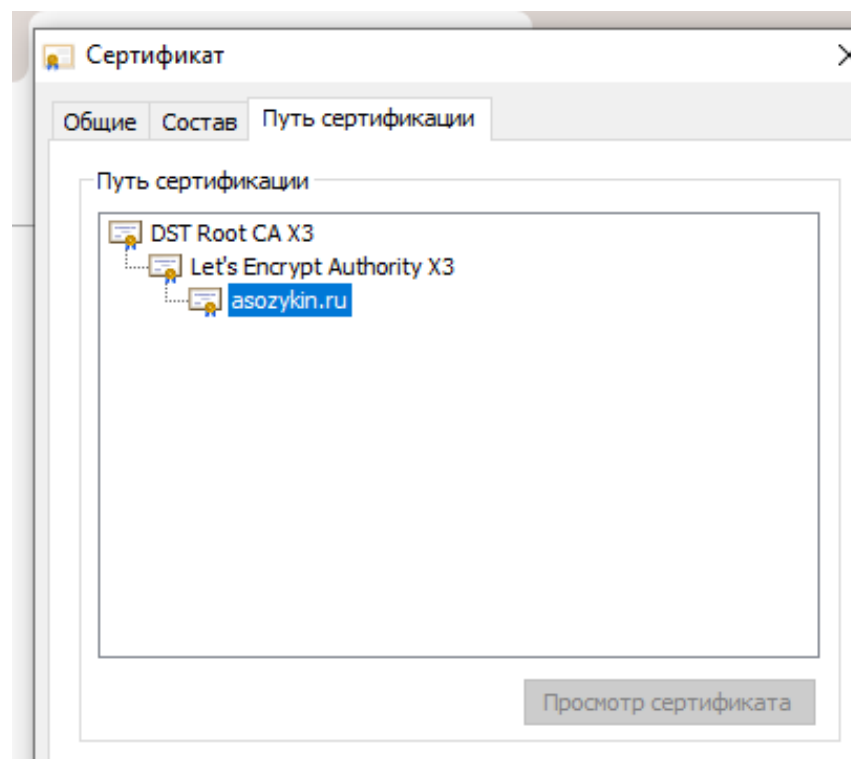 Сертификат
Общие Состав Путь сертификации
Путь сертификации
DST Root CA X3
Let's Encrypt Authority X3
asozykin.ru
Просмотр сертификата